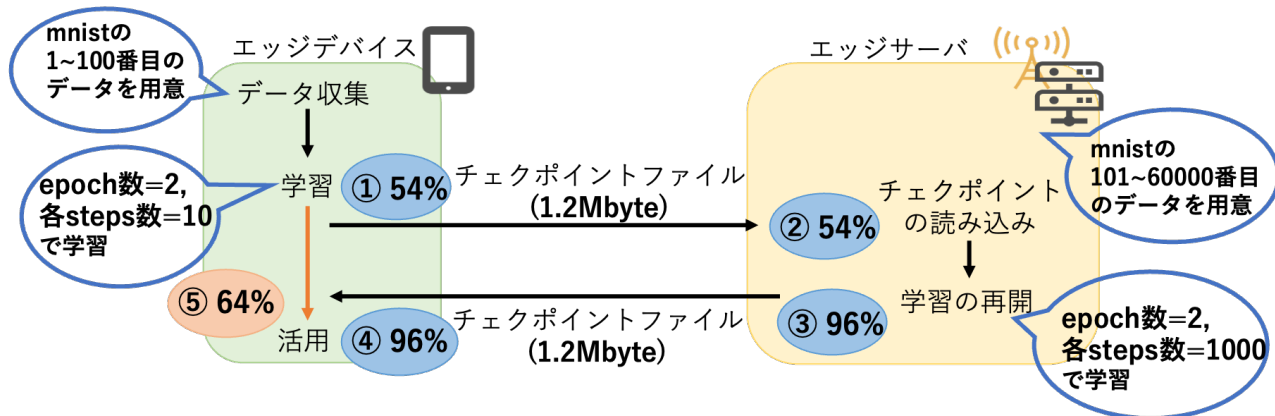 mnistの
1~100番目の
データを用意
エッジデバイス
データ収集
epoch数=2,
各steps数=10
で学習
学習
① 54%
チェクポイントファイル
(1.2Mbyte)
エッジサーバ
mnistの
101~60000番目
のデータを用意
② 54%
チェクポイント
の読み込み
学習の再開
③ 96%
epoch数=2,
各steps数=1000
で学習
チェクポイントファイル
(1.2Mbyte)
⑤ 64%
活用
④ 96%